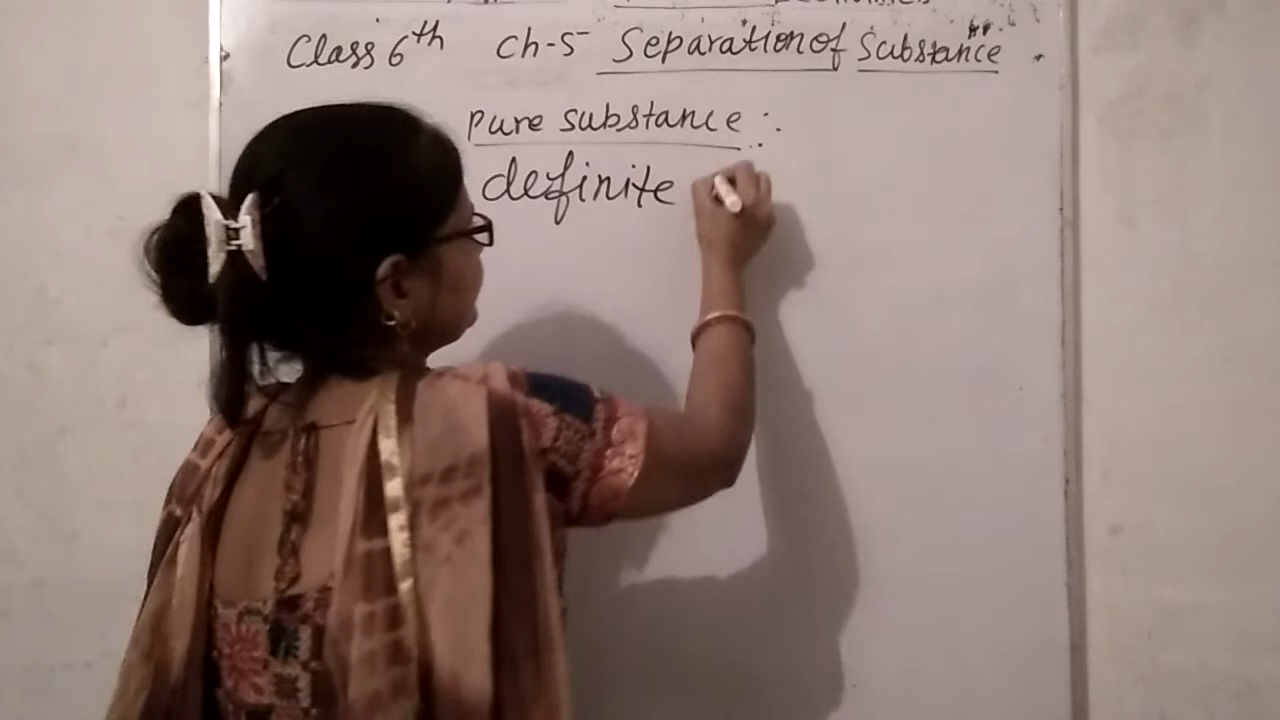 Class 6th Ch-5 Separation of Substance
Pure substance :.
definite